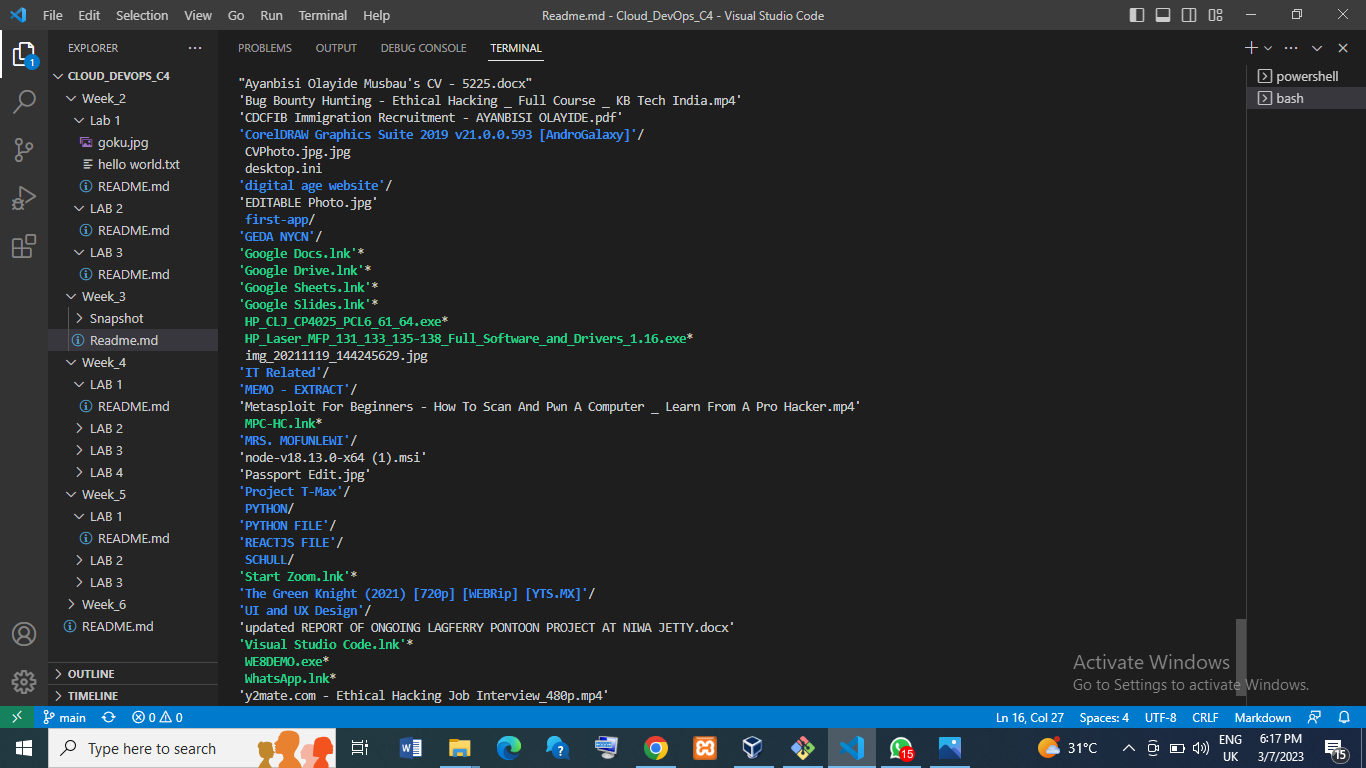 File Edit Selection View Go Run Terminal Help
Readme.md - Cloud_DevOps_C4 - Visual Studio Code
EXPLORER
1
CLOUD_DEVOPS_C4
Week_2
Lab 1
goku.jpg
hello world.txt
README.md
LAB 2
README.md
LAB 3
README.md
Week_3
Snapshot
Readme.md
Week_4
LAB 1
README.md
LAB 2
LAB 3
LAB 4
Week_5
LAB 1
README.md
LAB 2
LAB 3
Week_6
README.md
OUTLINE
TIMELINE
PROBLEMS OUTPUT DEBUG CONSOLE TERMINAL
"Ayanbisi Olayide Musbau's CV - 5225.docx"
'Bug Bounty Hunting - Ethical Hacking _ Full Course _ KB Tech India.mp4'
'CDCFIB Immigration Recruitment - AYANBISI OLAYIDE.pdf'
'CorelDRAW Graphics Suite 2019 v21.0.0.593 [AndroGalaxy]'/
CVPhoto.jpg.jpg
desktop.ini
'digital age website'/
'EDITABLE Photo.jpg'
first-app/
'GEDA NYCN'/
'Google Docs.lnk'*
'Google Drive.lnk'*
'Google Sheets.lnk'*
'Google Slides.lnk'*
HP_CLJ_CP4025_PCL6_61_64.exe*
HP_Laser_MFP_131_133_135-138_Full_Software_and_Drivers_1.16.exe*
img_20211119_144245629.jpg
'IT Related'/
'MEMO - EXTRACT'/
'Metasploit For Beginners - How To Scan And Pwn A Computer _ Learn From A Pro Hacker.mp4'
MPC-HC.lnk*
'MRS. MOFUNLEWI'/
'node-v18.13.0-x64 (1).msi'
'Passport Edit.jpg'
'Project T-Max'/
PYTHON/
'PYTHON FILE'/
'REACTJS FILE'/
SCHULL/
'Start Zoom.lnk'*
'The Green Knight (2021) [720p] [WEBRip] [YTS.MX]'/
'UI and UX Design'/
'updated REPORT OF ONGOING LAGFERRY PONTOON PROJECT AT NIWA JETTY.docx'
'Visual Studio Code.lnk'*
WE8DEMO.exe*
WhatsApp.lnk*
'y2mate.com - Ethical Hacking Job Interview_480p.mp4'
powershell
bash
Activate Windows
Go to Settings to activate Windows.
main 0 0
Ln 16, Col 27 Spaces: 4 UTF-8 CRLF Markdown
Type here to search
15
31°C
ENG
UK
6:17 PM
3/7/2023
15